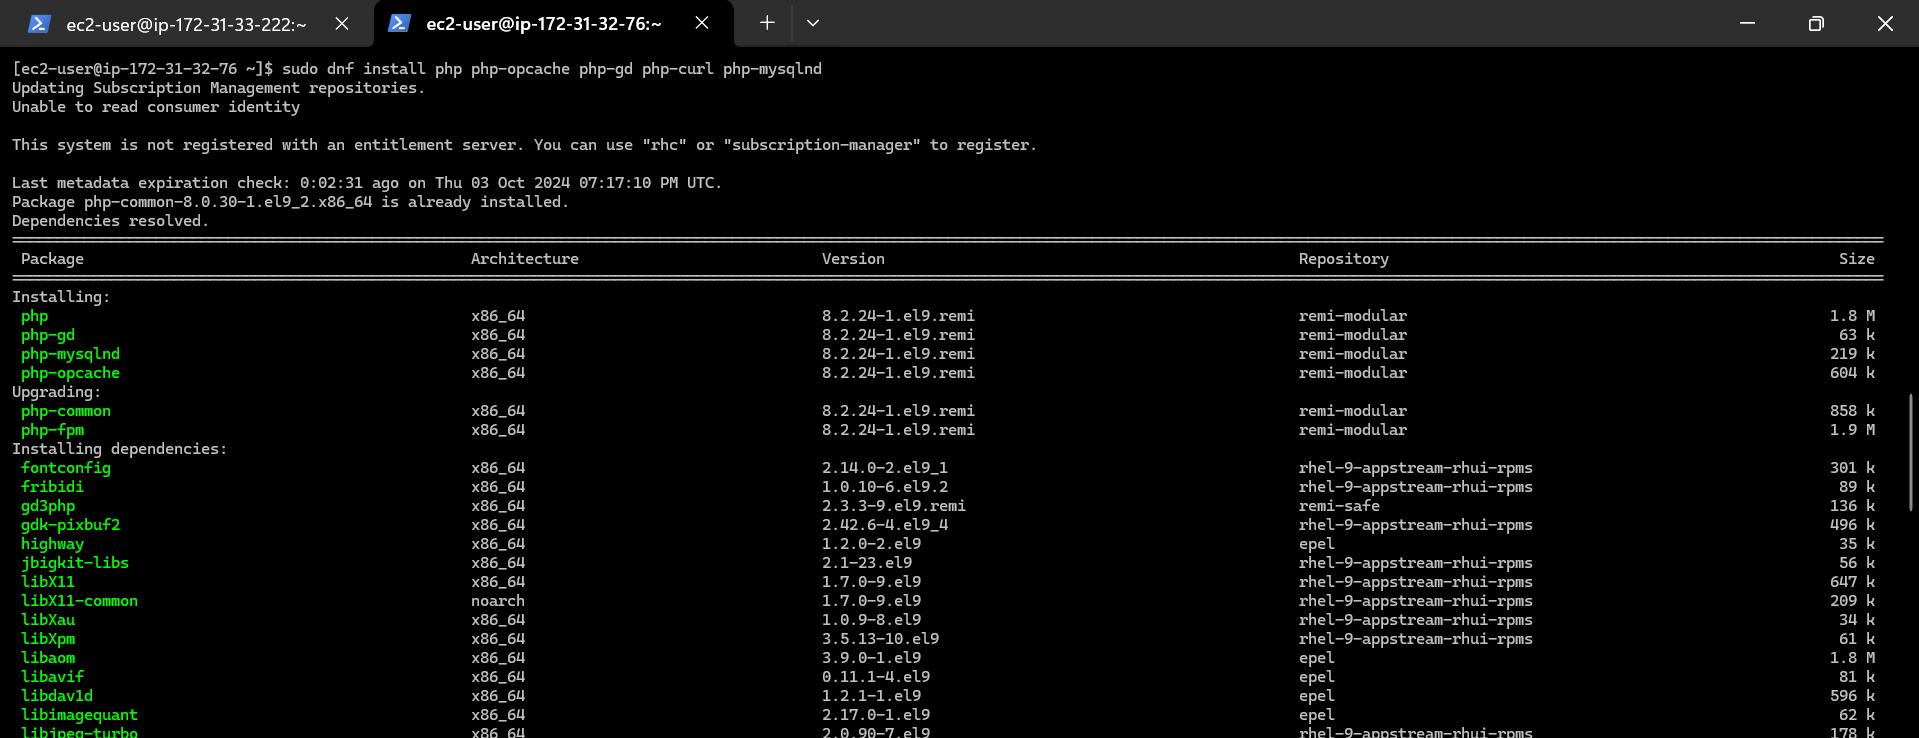 ec2-user@ip-172-31-33-222:~ ec2-user@ip-172-31-32-76:~
[ec2-user@ip-172-31-32-76 ~]$ sudo dnf install php php-opcache php-gd php-curl php-mysqlnd
Updating Subscription Management repositories.
Unable to read consumer identity
This system is not registered with an entitlement server. You can use "rhc" or "subscription-manager" to register.
Last metadata expiration check: 0:02:31 ago on Thu 03 Oct 2024 07:17:10 PM UTC.
Package php-common-8.0.30-1.el9_2.x86_64 is already installed.
Dependencies resolved.
Package Architecture Version Repository Size
Installing:
php x86_64 8.2.24-1.el9.remi remi-modular 1.8 M
php-gd x86_64 8.2.24-1.el9.remi remi-modular 63 k
php-mysqlnd x86_64 8.2.24-1.el9.remi remi-modular 219 k
php-opcache x86_64 8.2.24-1.el9.remi remi-modular 604 k
Upgrading:
php-common x86_64 8.2.24-1.el9.remi remi-modular 858 k
php-fpm x86_64 8.2.24-1.el9.remi remi-modular 1.9 M
Installing dependencies:
fontconfig x86_64 2.14.0-2.el9_1 rhel-9-appstream-rhui-rpms 301 k
fribidi x86_64 1.0.10-6.el9.2 rhel-9-appstream-rhui-rpms 89 k
gd3php x86_64 2.3.3-9.el9.remi remi-safe 136 k
gdk-pixbuf2 x86_64 2.42.6-4.el9_4 rhel-9-appstream-rhui-rpms 496 k
highway x86_64 1.2.0-2.el9 epel 35 k
jbigkit-libs x86_64 2.1-23.el9 rhel-9-appstream-rhui-rpms 56 k
libX11 x86_64 1.7.0-9.el9 rhel-9-appstream-rhui-rpms 647 k
libX11-common noarch 1.7.0-9.el9 rhel-9-appstream-rhui-rpms 209 k
libXau x86_64 1.0.9-8.el9 rhel-9-appstream-rhui-rpms 34 k
libXpm x86_64 3.5.13-10.el9 rhel-9-appstream-rhui-rpms 61 k
libaom x86_64 3.9.0-1.el9 epel 1.8 M
libavif x86_64 0.11.1-4.el9 epel 81 k
libdav1d x86_64 1.2.1-1.el9 epel 596 k
libimagequant x86_64 2.17.0-1.el9 epel 62 k
libjpeg-turbo x86_64 2.0.90-7.el9 rhel-9-appstream-rhui-rpms 178 k